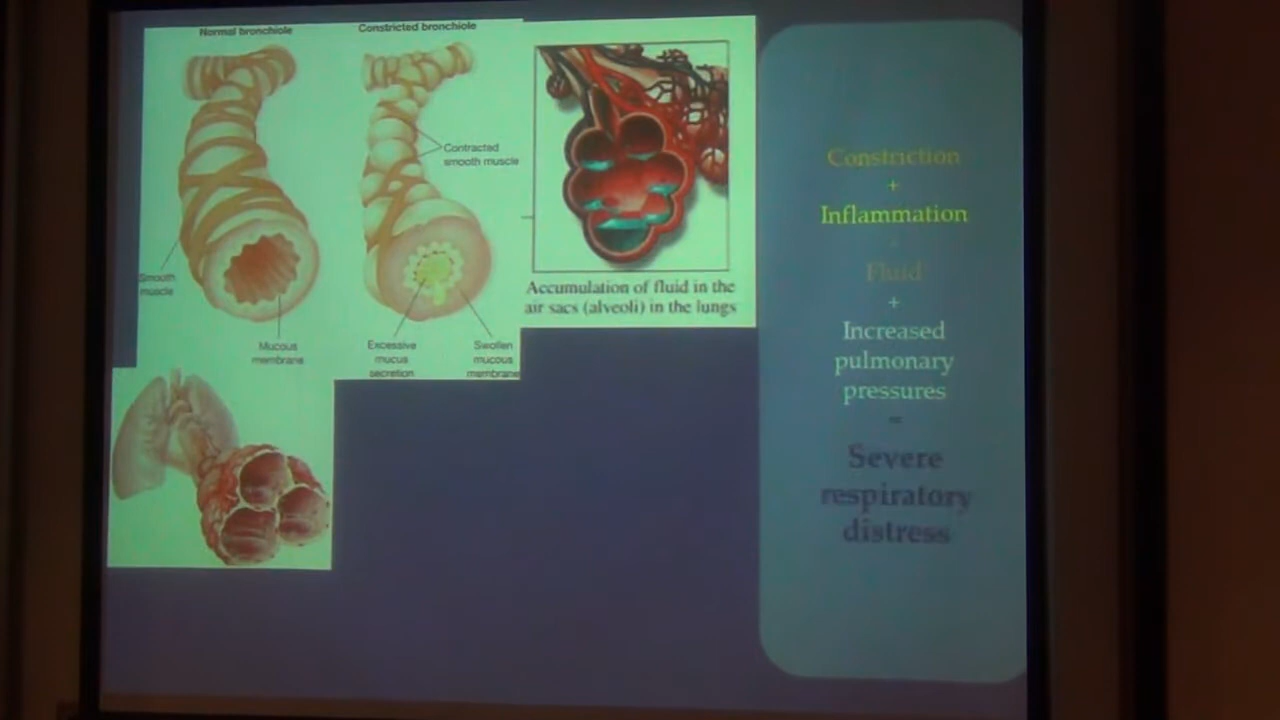 Normal bronchiole
Constricted bronchiole
Contracted
smooth muscle
Smooth
muscle
Mucous
membrane
Excessive
mucus
secretion
Swollen
mucous
membrane
Accumulation of fluid in the
air sacs (alveoli) in the lungs
Constriction
+
Inflammation
Fluid
+
Increased
pulmonary
pressures
=
Severe
respiratory
distress